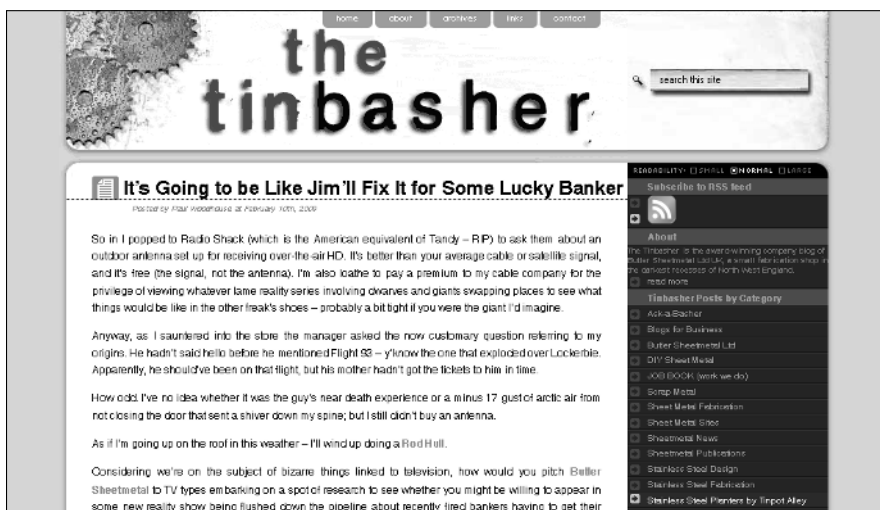 home about archives links contact
the
tinbasher
search this site
It's Going to be Like Jim'll Fix It for Some Lucky Banker
Posted by Paul Woodhouse at February 10th, 2009
So in I popped to Radio Shack (which is the American equivalent of Tandy – RIP) to ask them about an
outdoor antenna set up for receiving over-the-air HD. It's better than your average cable or satellite signal,
and it's free (the signal, not the antenna). I'm also loathe to pay a premium to my cable company for the
privilege of viewing whatever lame reality series involving dwarves and giants swapping places to see what
things would be like in the other freak's shoes – probably a bit tight if you were the giant I'd imagine.
Anyway, as I sauntered into the store the manager asked the now customary question referring to my
origins. He hadn't said hello before he mentioned Flight 93 – y'know the one that exploded over Lockerbie.
Apparently, he should've been on that flight, but his mother hadn't got the tickets to him in time.
How odd. I've no idea whether it was the guy's near death experience or a minus 17 gust of arctic air from
not closing the door that sent a shiver down my spine; but I still didn't buy an antenna.
As if I'm going up on the roof in this weather – I'll wind up doing a Rod Hull.
Considering we're on the subject of bizarre things linked to television, how would you pitch Butler
Sheetmetal to TV types embarking on a spot of research to see whether you might be willing to appear in
some new reality show being flushed down the pipeline about recently fired bankers having to get their
READABILITY: SMALL NORMAL LARGE
Subscribe to RSS feed
About
The Tinbasher is the award-winning company blog of
Butler Sheetmetal Ltd UK, a small fabrication shop in
the darkest recesses of North West England.
read more
Tinbasher Posts by Category
Ask-a-Basher
Blogs for Business
Butler Sheetmetal Ltd
DIY Sheet Metal
JOB BOOK (work we do)
Scrap Metal
Sheet Metal Fabrication
Sheet Metal Sites
Sheetmetal News
Sheetmetal Publications
Stainless Steel Design
Stainless Steel Fabrication
Stainless Steel Planters by Tinpot Alley